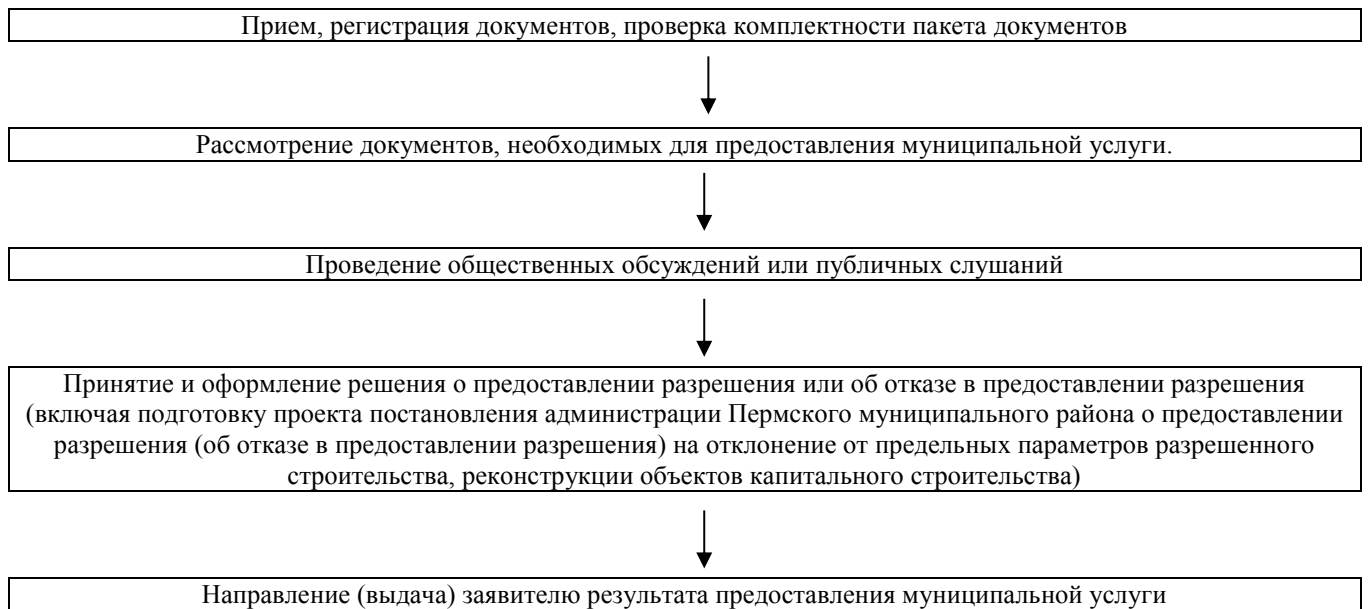 Прием, регистрация документов, проверка комплектности пакета документов
Рассмотрение документов, необходимых для предоставления муниципальной услуги.
Проведение общественных обсуждений или публичных слушаний
Принятие и оформление решения о предоставлении разрешения или об отказе в предоставлении разрешения
(включая подготовку проекта постановления администрации Пермского муниципального района о предоставлении
разрешения (об отказе в предоставлении разрешения) на отклонение от предельных параметров разрешенного
строительства, реконструкции объектов капитального строительства)
Направление (выдача) заявителю результата предоставления муниципальной услуги